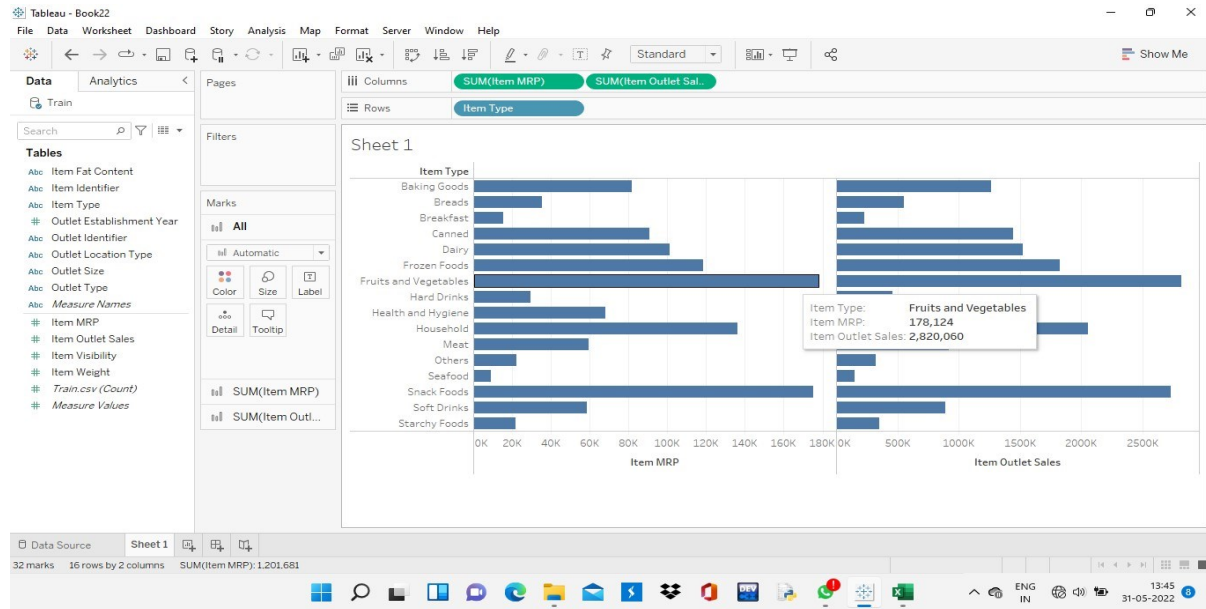 Tableau - Book22
File Data Worksheet Dashboard Story Analysis Map Format Server Window Help
Standard
Show Me
Data Analytics
Train
Search
Tables
Abc Item Fat Content
Abc Item Identifier
Abc Item Type
# Outlet Establishment Year
Abc Outlet Identifier
Abc Outlet Location Type
Abc Outlet Size
Abc Outlet Type
Abc Measure Names
# Item MRP
# Item Outlet Sales
# Item Visibility
# Item Weight
# Train.csv (Count)
# Measure Values
Pages
Filters
Marks
All
Automatic
Color Size Label
Detail Tooltip
SUM(Item MRP)
SUM(Item Outl...
Columns SUM(Item MRP) SUM(Item Outlet Sal..
Rows Item Type
Sheet 1
Item Type
Baking Goods
Breads
Breakfast
Canned
Dairy
Frozen Foods
Fruits and Vegetables
Hard Drinks
Health and Hygiene
Household
Meat
Others
Seafood
Snack Foods
Soft Drinks
Starchy Foods
Item Type: Fruits and Vegetables
Item MRP: 178,124
Item Outlet Sales: 2,820,060
0K 20K 40K 60K 80K 100K 120K 140K 160K 180K 0K 500K 1000K 1500K 2000K 2500K
Item MRP Item Outlet Sales
Data Source Sheet 1
32 marks 16 rows by 2 columns SUM(Item MRP): 1,201,681
DEV
ENG
IN
13:45
31-05-2022